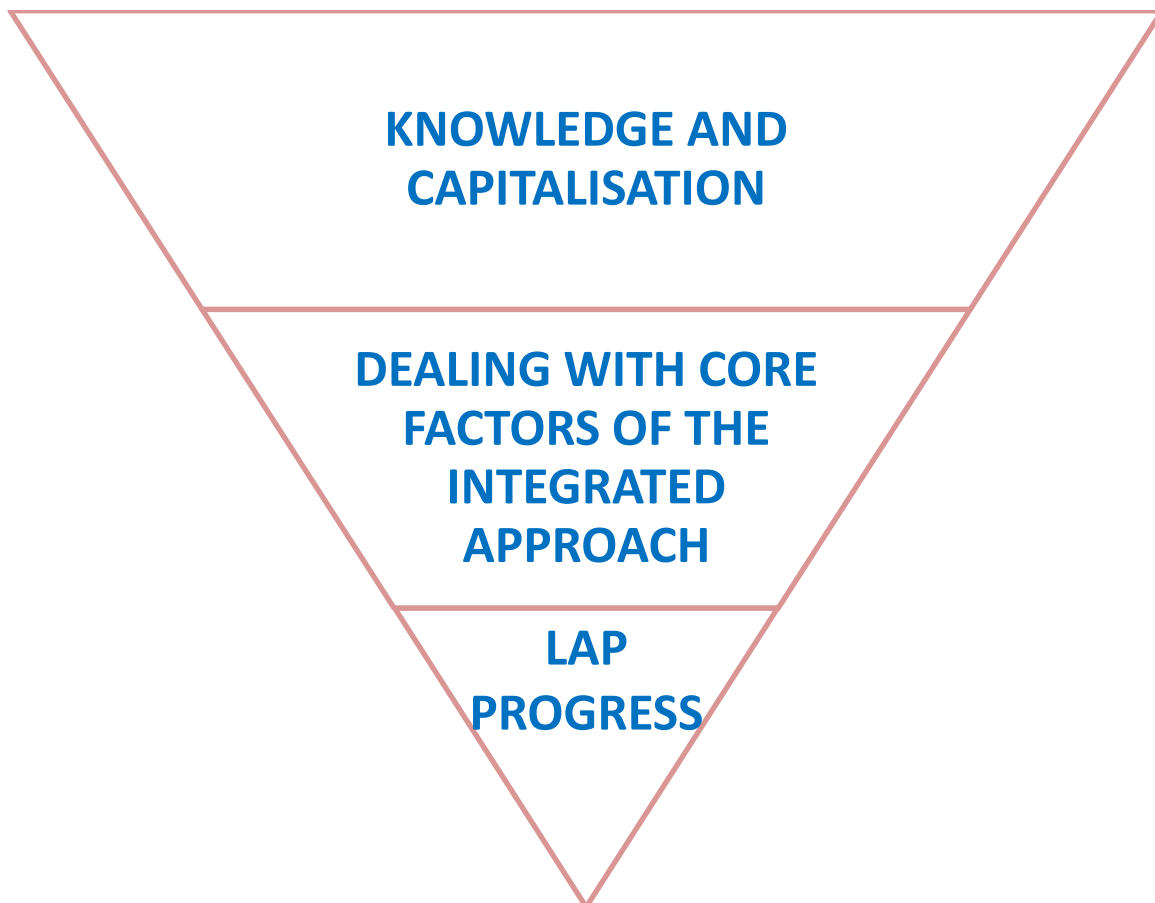 KNOWLEDGE AND
CAPITALISATION
DEALING WITH CORE
FACTORS OF THE
INTEGRATED
APPROACH
LAP
PROGRESS